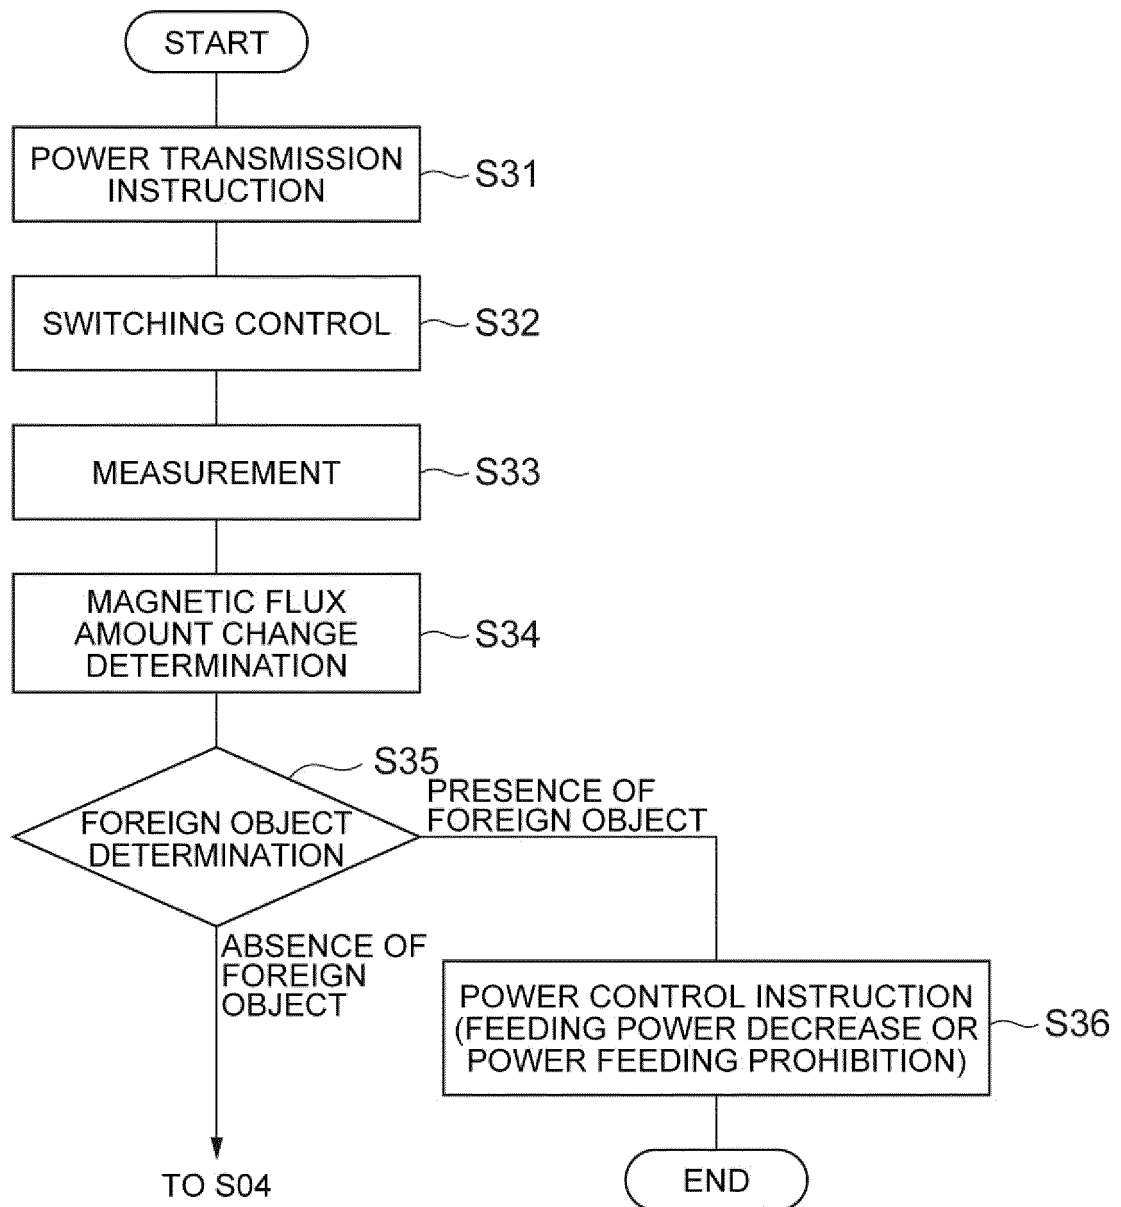 START
POWER TRANSMISSION
INSTRUCTION
S31
SWITCHING CONTROL
S32
MEASUREMENT
S33
MAGNETIC FLUX
AMOUNT CHANGE
DETERMINATION
S34
S35
FOREIGN OBJECT
DETERMINATION
PRESENCE OF
FOREIGN OBJECT
ABSENCE OF
FOREIGN
OBJECT
POWER CONTROL INSTRUCTION
(FEEDING POWER DECREASE OR
POWER FEEDING PROHIBITION)
S36
TO S04
END